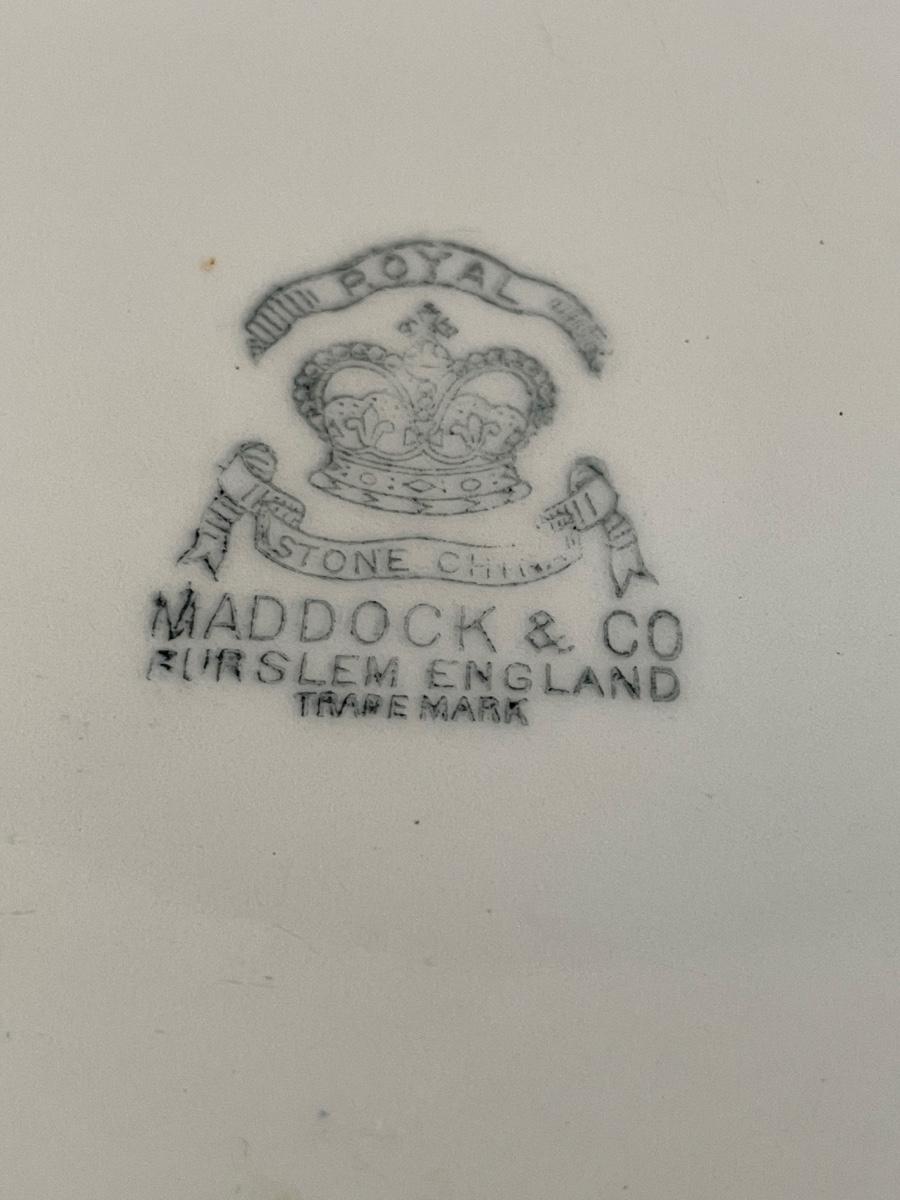 ROYAL
STONE CHINA
MADDOCK & CO
BURSLEM ENGLAND
TRADE MARK